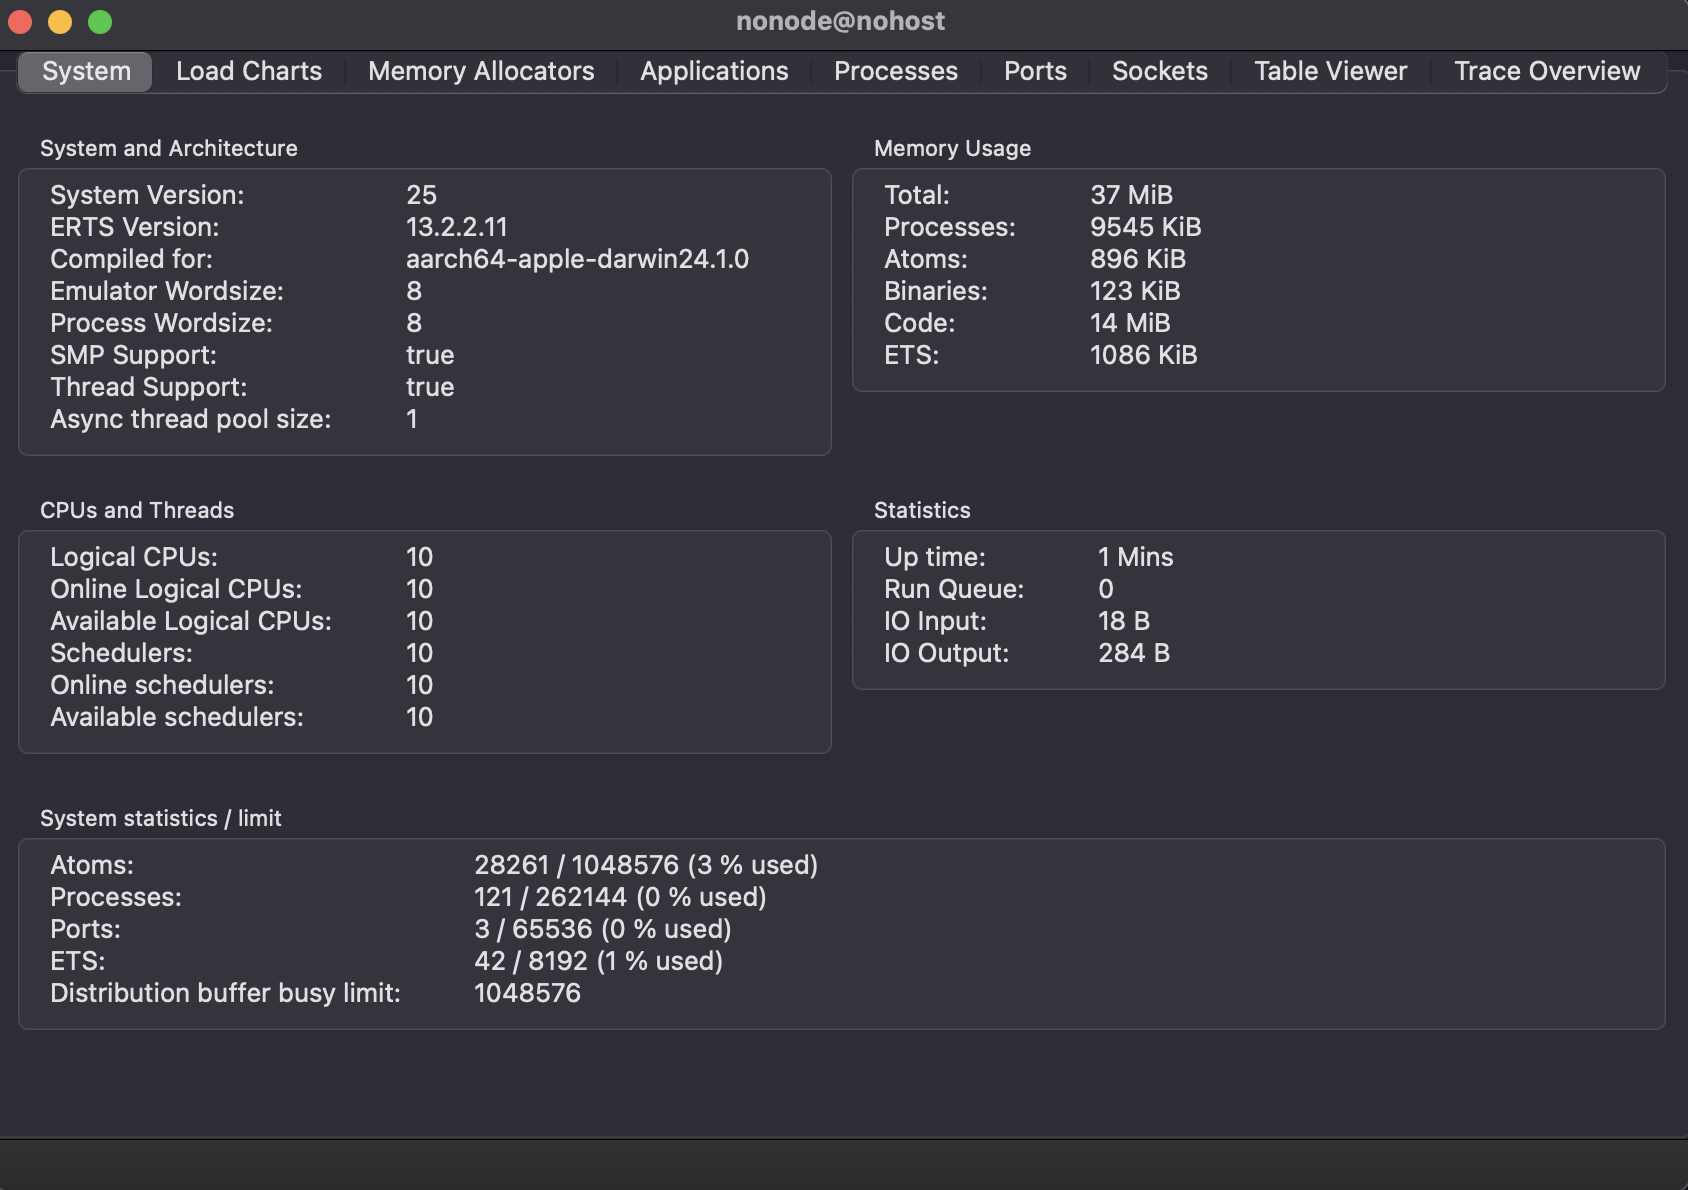 nonode@nohost
System Load Charts Memory Allocators Applications Processes Ports Sockets Table Viewer Trace Overview
System and Architecture
System Version: 25
ERTS Version: 13.2.2.11
Compiled for: aarch64-apple-darwin24.1.0
Emulator Wordsize: 8
Process Wordsize: 8
SMP Support: true
Thread Support: true
Async thread pool size: 1
Memory Usage
Total: 37 MiB
Processes: 9545 KiB
Atoms: 896 KiB
Binaries: 123 KiB
Code: 14 MiB
ETS: 1086 KiB
CPUs and Threads
Logical CPUs: 10
Online Logical CPUs: 10
Available Logical CPUs: 10
Schedulers: 10
Online schedulers: 10
Available schedulers: 10
Statistics
Up time: 1 Mins
Run Queue: 0
IO Input: 18 B
IO Output: 284 B
System statistics / limit
Atoms: 28261 / 1048576 (3 % used)
Processes: 121 / 262144 (0 % used)
Ports: 3 / 65536 (0 % used)
ETS: 42 / 8192 (1 % used)
Distribution buffer busy limit: 1048576